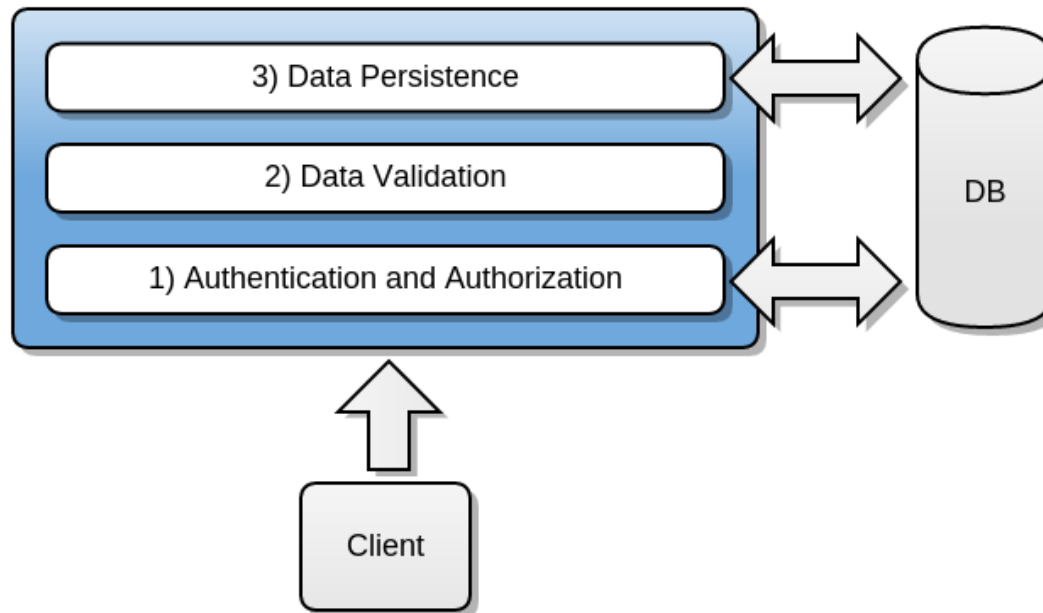 3) Data Persistence
2) Data Validation
DB
1) Authentication and Authorization
Client